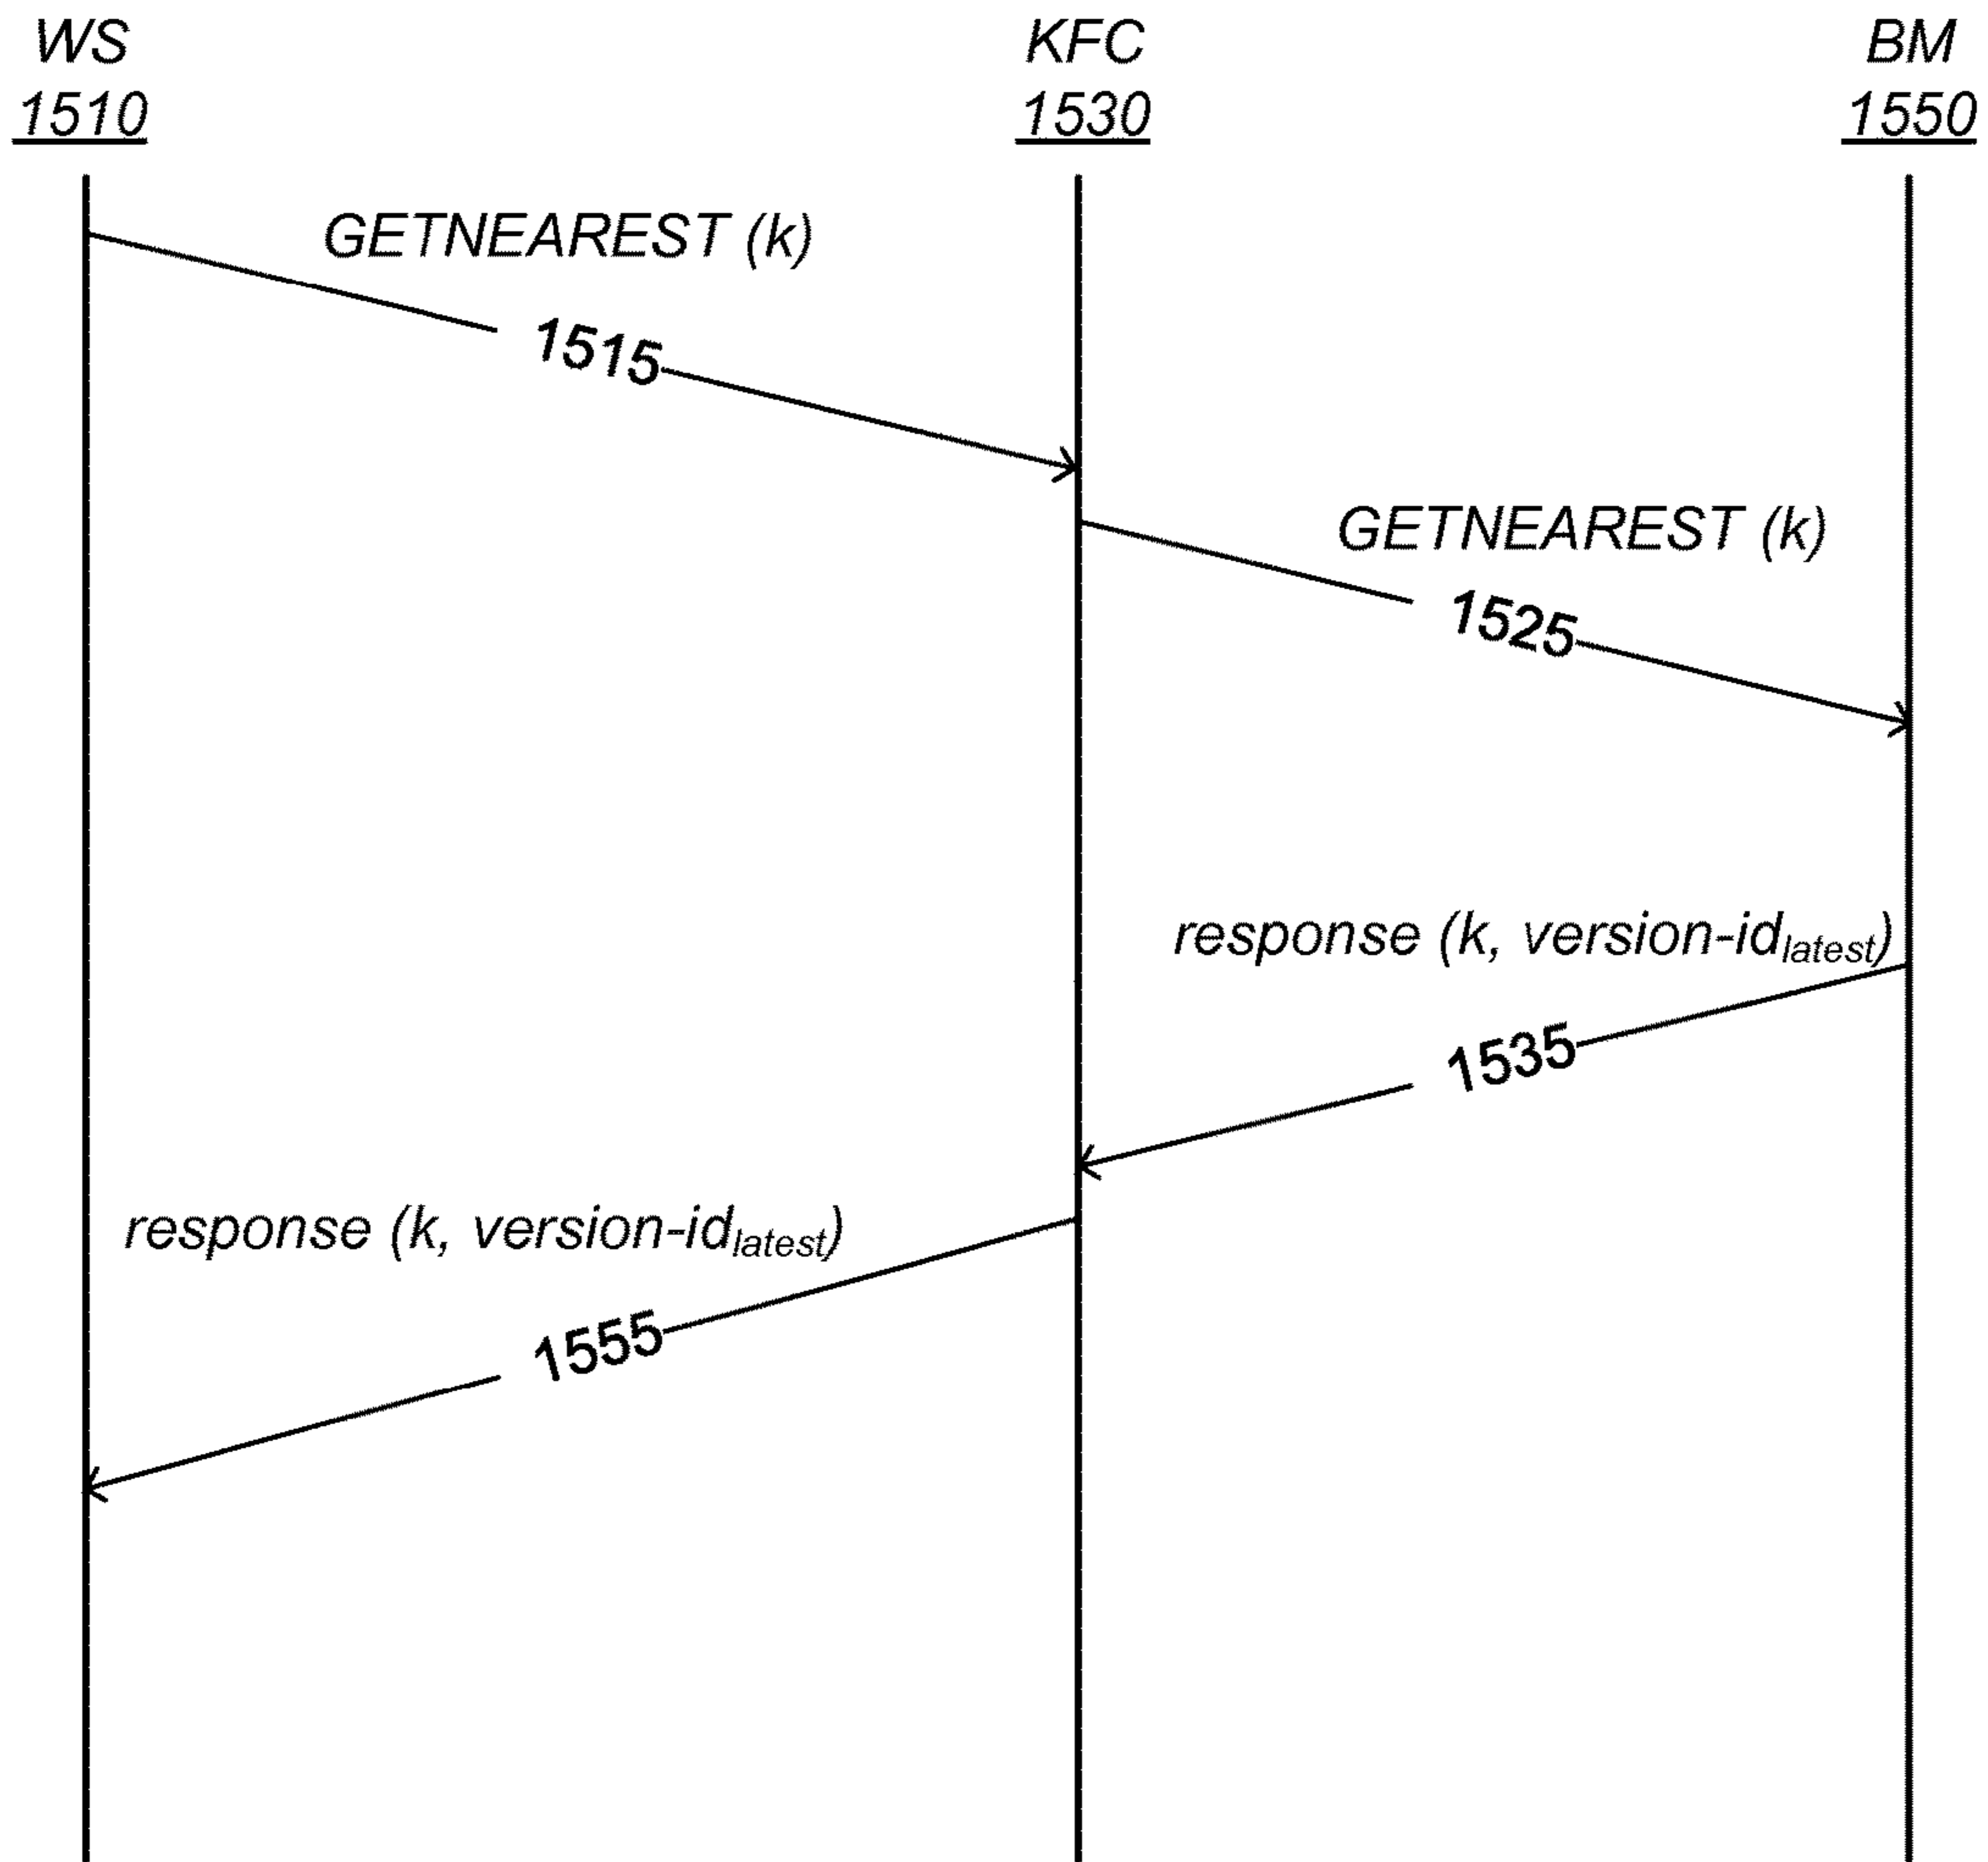 WS
1510
KFC
1530
BM
1550
GETNEAREST (k)
1515
GETNEAREST (k)
1525
response (k, version-idlatest)
1535
response (k, version-idlatest)
1555